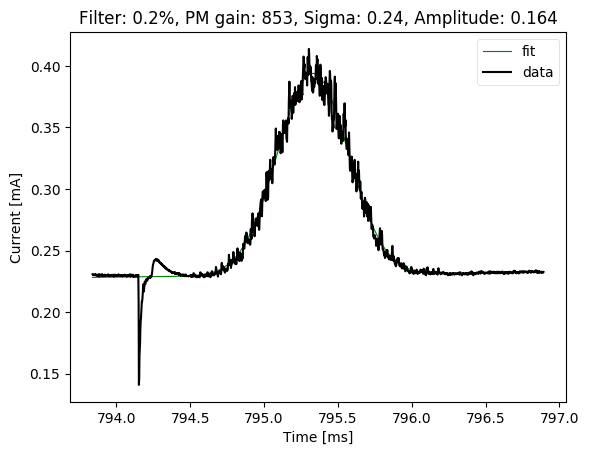 Filter: 0.2%, PM gain: 853, Sigma: 0.24, Amplitude: 0.164
fit
data
0.40
0.35
0.30
0.25
0.20
0.15
Current [mA]
794.0 794.5 795.0 795.5 796.0 796.5 797.0
Time [ms]